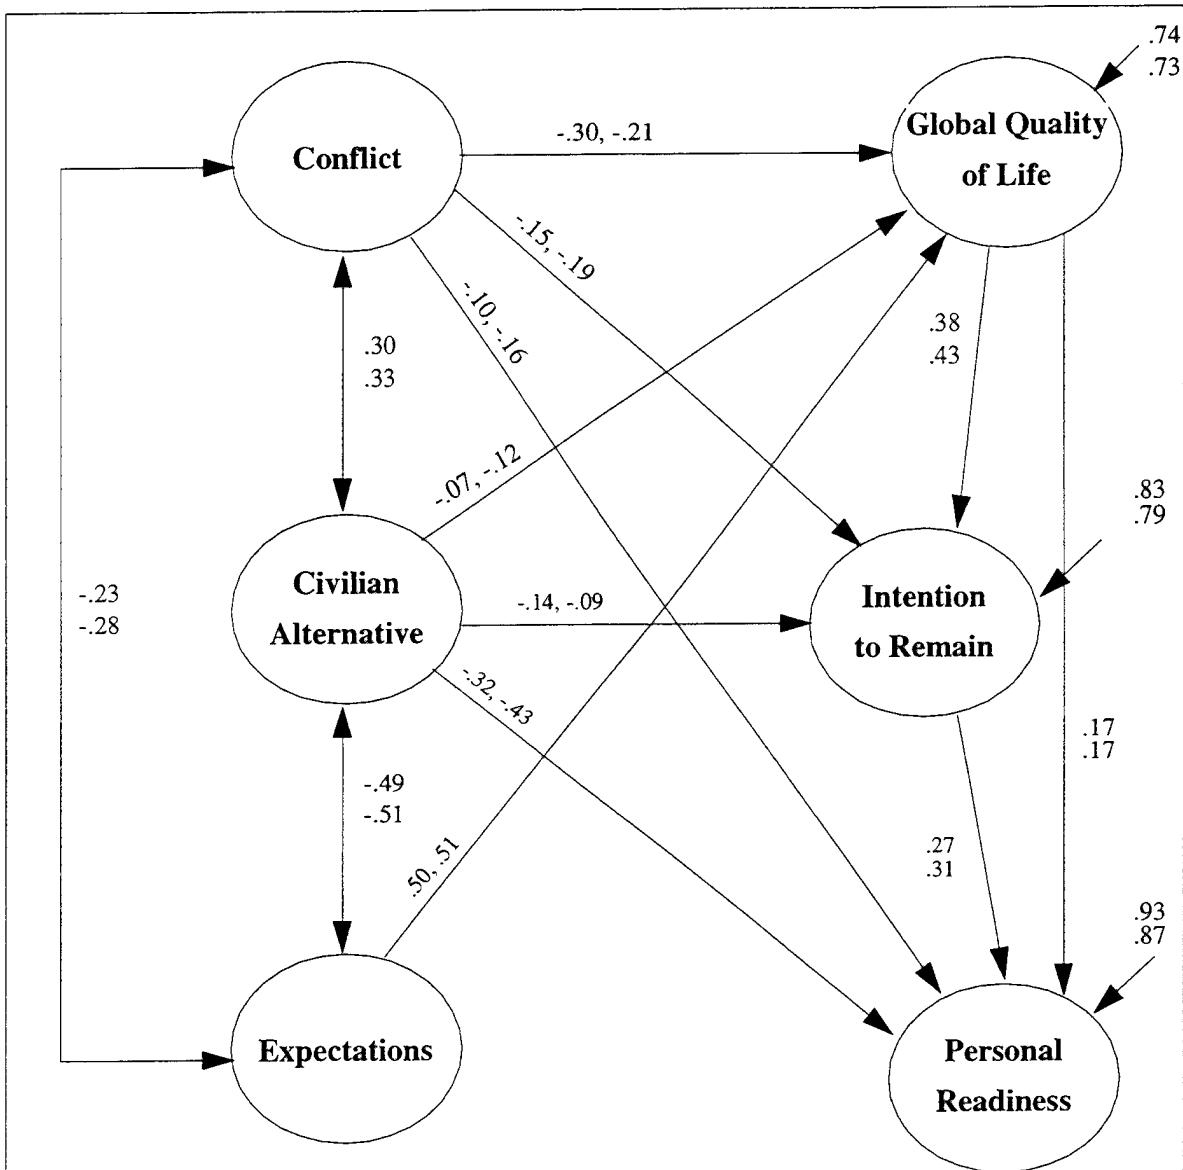 .74
.73
Conflict
Global Quality
of Life
-.30, -.21
-.15, -.19
-.10, -.16
.30
.33
.38
.43
-.07, -.12
.83
.79
Civilian
Alternative
-.14, -.09
Intention
to Remain
-.23
-.28
-.32, -.43
.17
.17
-.49
-.51
.50, .51
.27
.31
.93
.87
Expectations
Personal
Readiness